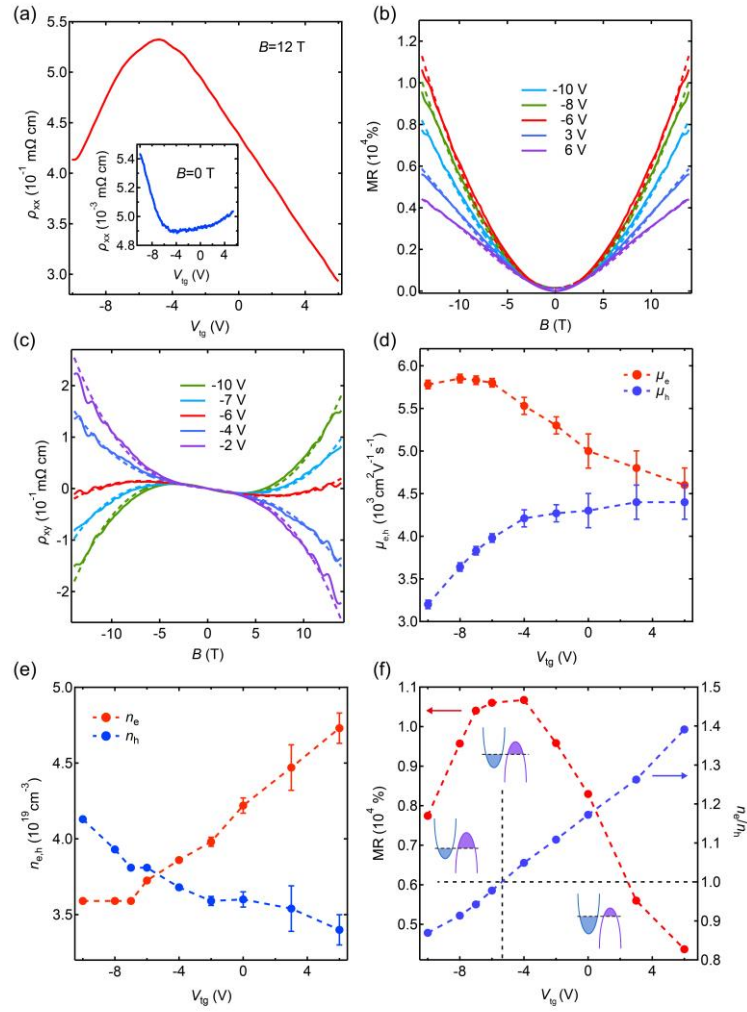 (a)
5.5
5.0
4.5
4.0
3.5
3.0
ρxx (10⁻¹ mΩ cm)
B=12 T
5.4
5.2
5.0
4.8
ρxx (10⁻³ mΩ cm)
B=0 T
-8 -4 0 4
Vtg (V)
-10 -8 -4 0 4
Vtg (V)
(b)
1.2
1.0
0.8
0.6
0.4
0.2
0.0
MR (10⁴%)
-10 V
-8 V
-6 V
3 V
6 V
-10 -5 0 5 10
B (T)
(c)
2
1
0
-1
-2
ρxy (10⁻¹ mΩ cm)
-10 V
-7 V
-6 V
-4 V
-2 V
-10 -5 0 5 10
B (T)
(d)
6.0
5.5
5.0
4.5
4.0
3.5
3.0
μe,h (10³ cm²V⁻¹s⁻¹)
μe
μh
-8 -4 0 4
Vtg (V)
(e)
5.0
4.5
4.0
3.5
3.0
ne,h (10¹⁹ cm⁻³)
ne
nh
-8 -4 0 4
Vtg (V)
(f)
1.1
1.0
0.9
0.8
0.7
0.6
0.5
MR (10⁴ %)
1.5
1.4
1.3
1.2
1.1
1.0
0.9
0.8
ne/nh
-10 -8 -4 0 4
Vtg (V)